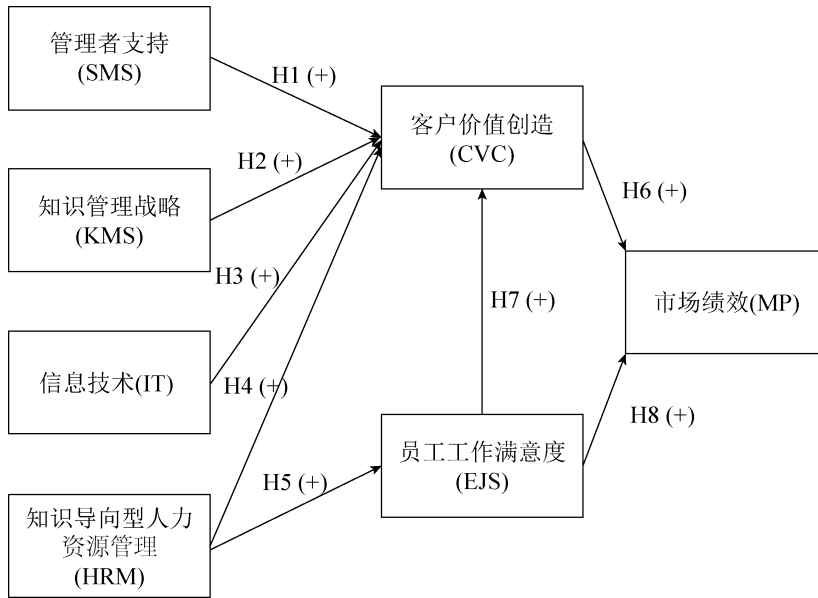 管理者支持
(SMS)
H1 (+)
客户价值创造
(CVC)
H2 (+)
知识管理战略
(KMS)
H6 (+)
H3 (+)
H7 (+)
市场绩效(MP)
信息技术(IT)
H4 (+)
员工工作满意度
(EJS)
H8 (+)
H5 (+)
知识导向型人力
资源管理
(HRM)